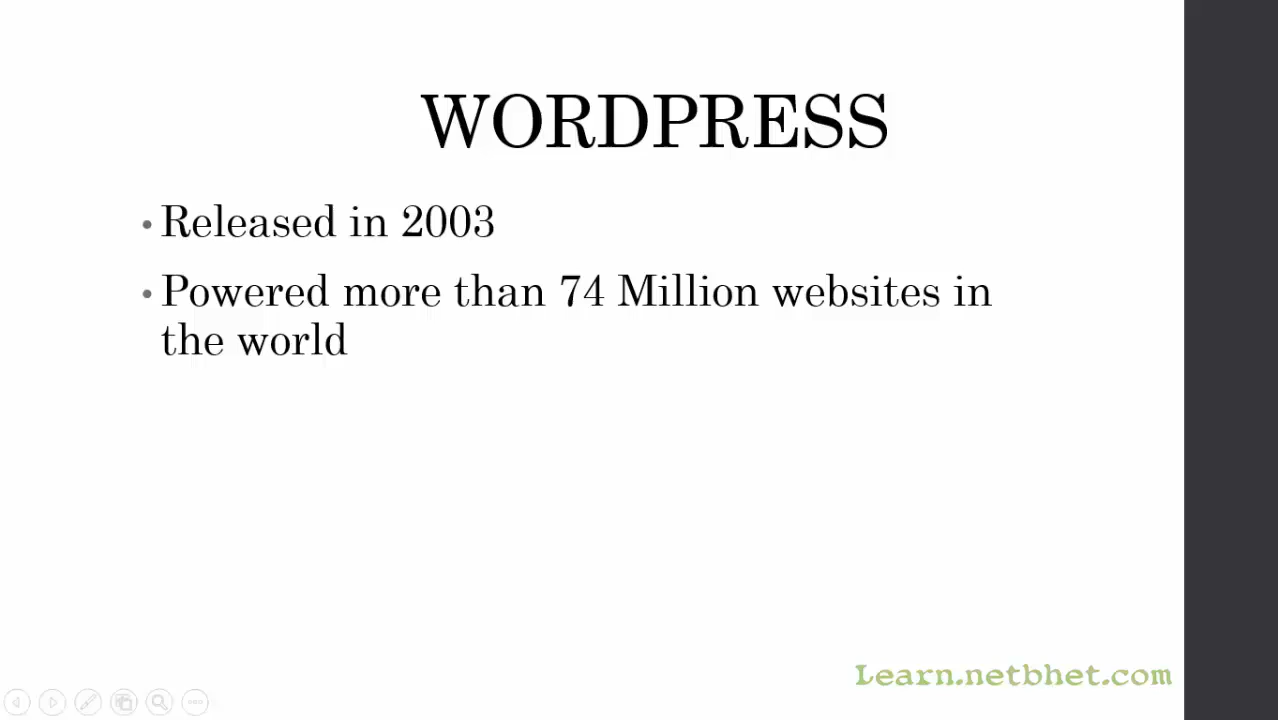 WORDPRESS
• Released in 2003
• Powered more than 74 Million websites in
the world
Learn.netbhet.com